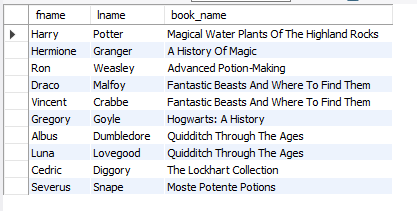 fname lname book_name
Harry Potter Magical Water Plants Of The Highland Rocks
Hermione Granger A History Of Magic
Ron Weasley Advanced Potion-Making
Draco Malfoy Fantastic Beasts And Where To Find Them
Vincent Crabbe Fantastic Beasts And Where To Find Them
Gregory Goyle Hogwarts: A History
Albus Dumbledore Quidditch Through The Ages
Luna Lovegood Quidditch Through The Ages
Cedric Diggory The Lockhart Collection
Severus Snape Moste Potente Potions